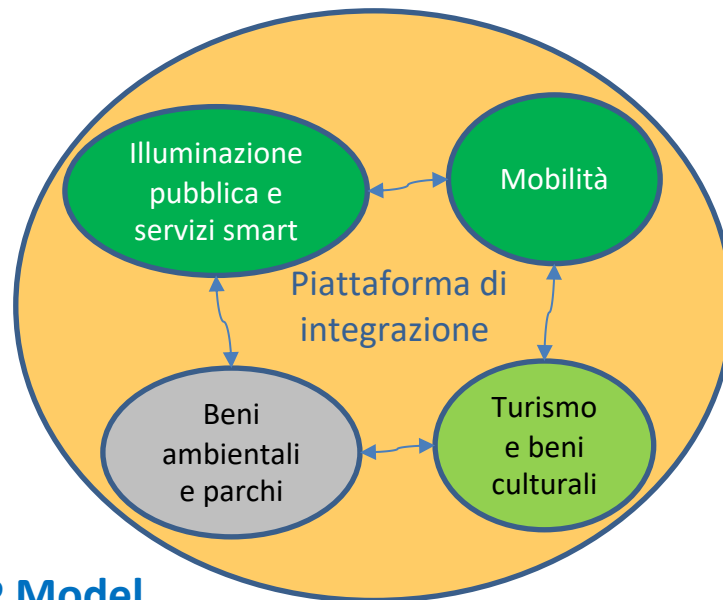 Illuminazione
pubblica e
servizi smart
Mobilità
Piattaforma di
integrazione
Beni
ambientali
e parchi
Turismo
e beni
culturali
Model